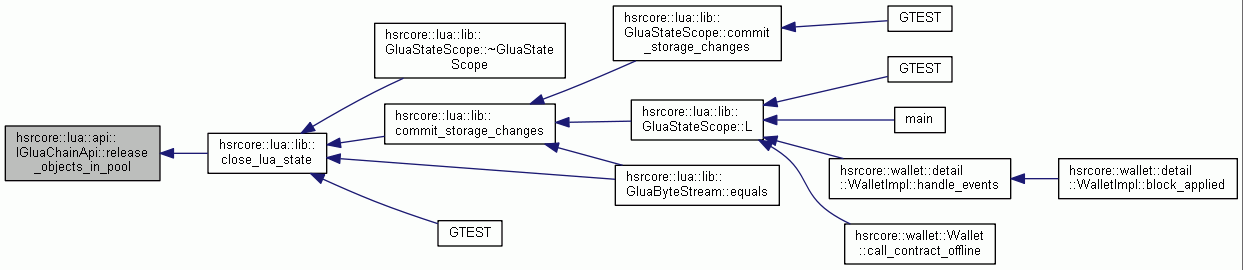 hsrcore::lua::api::
IGluaChainApi::release
_objects_in_pool
hsrcore::lua::lib::
close_lua_state
hsrcore::lua::lib::
GluaStateScope::~GluaState
Scope
hsrcore::lua::lib::
commit_storage_changes
GTEST
hsrcore::lua::lib::
GluaStateScope::commit
_storage_changes
hsrcore::lua::lib::
GluaStateScope::L
hsrcore::lua::lib::
GluaByteStream::equals
GTEST
GTEST
main
hsrcore::wallet::detail
::WalletImpl::handle_events
hsrcore::wallet::Wallet
::call_contract_offline
hsrcore::wallet::detail
::WalletImpl::block_applied